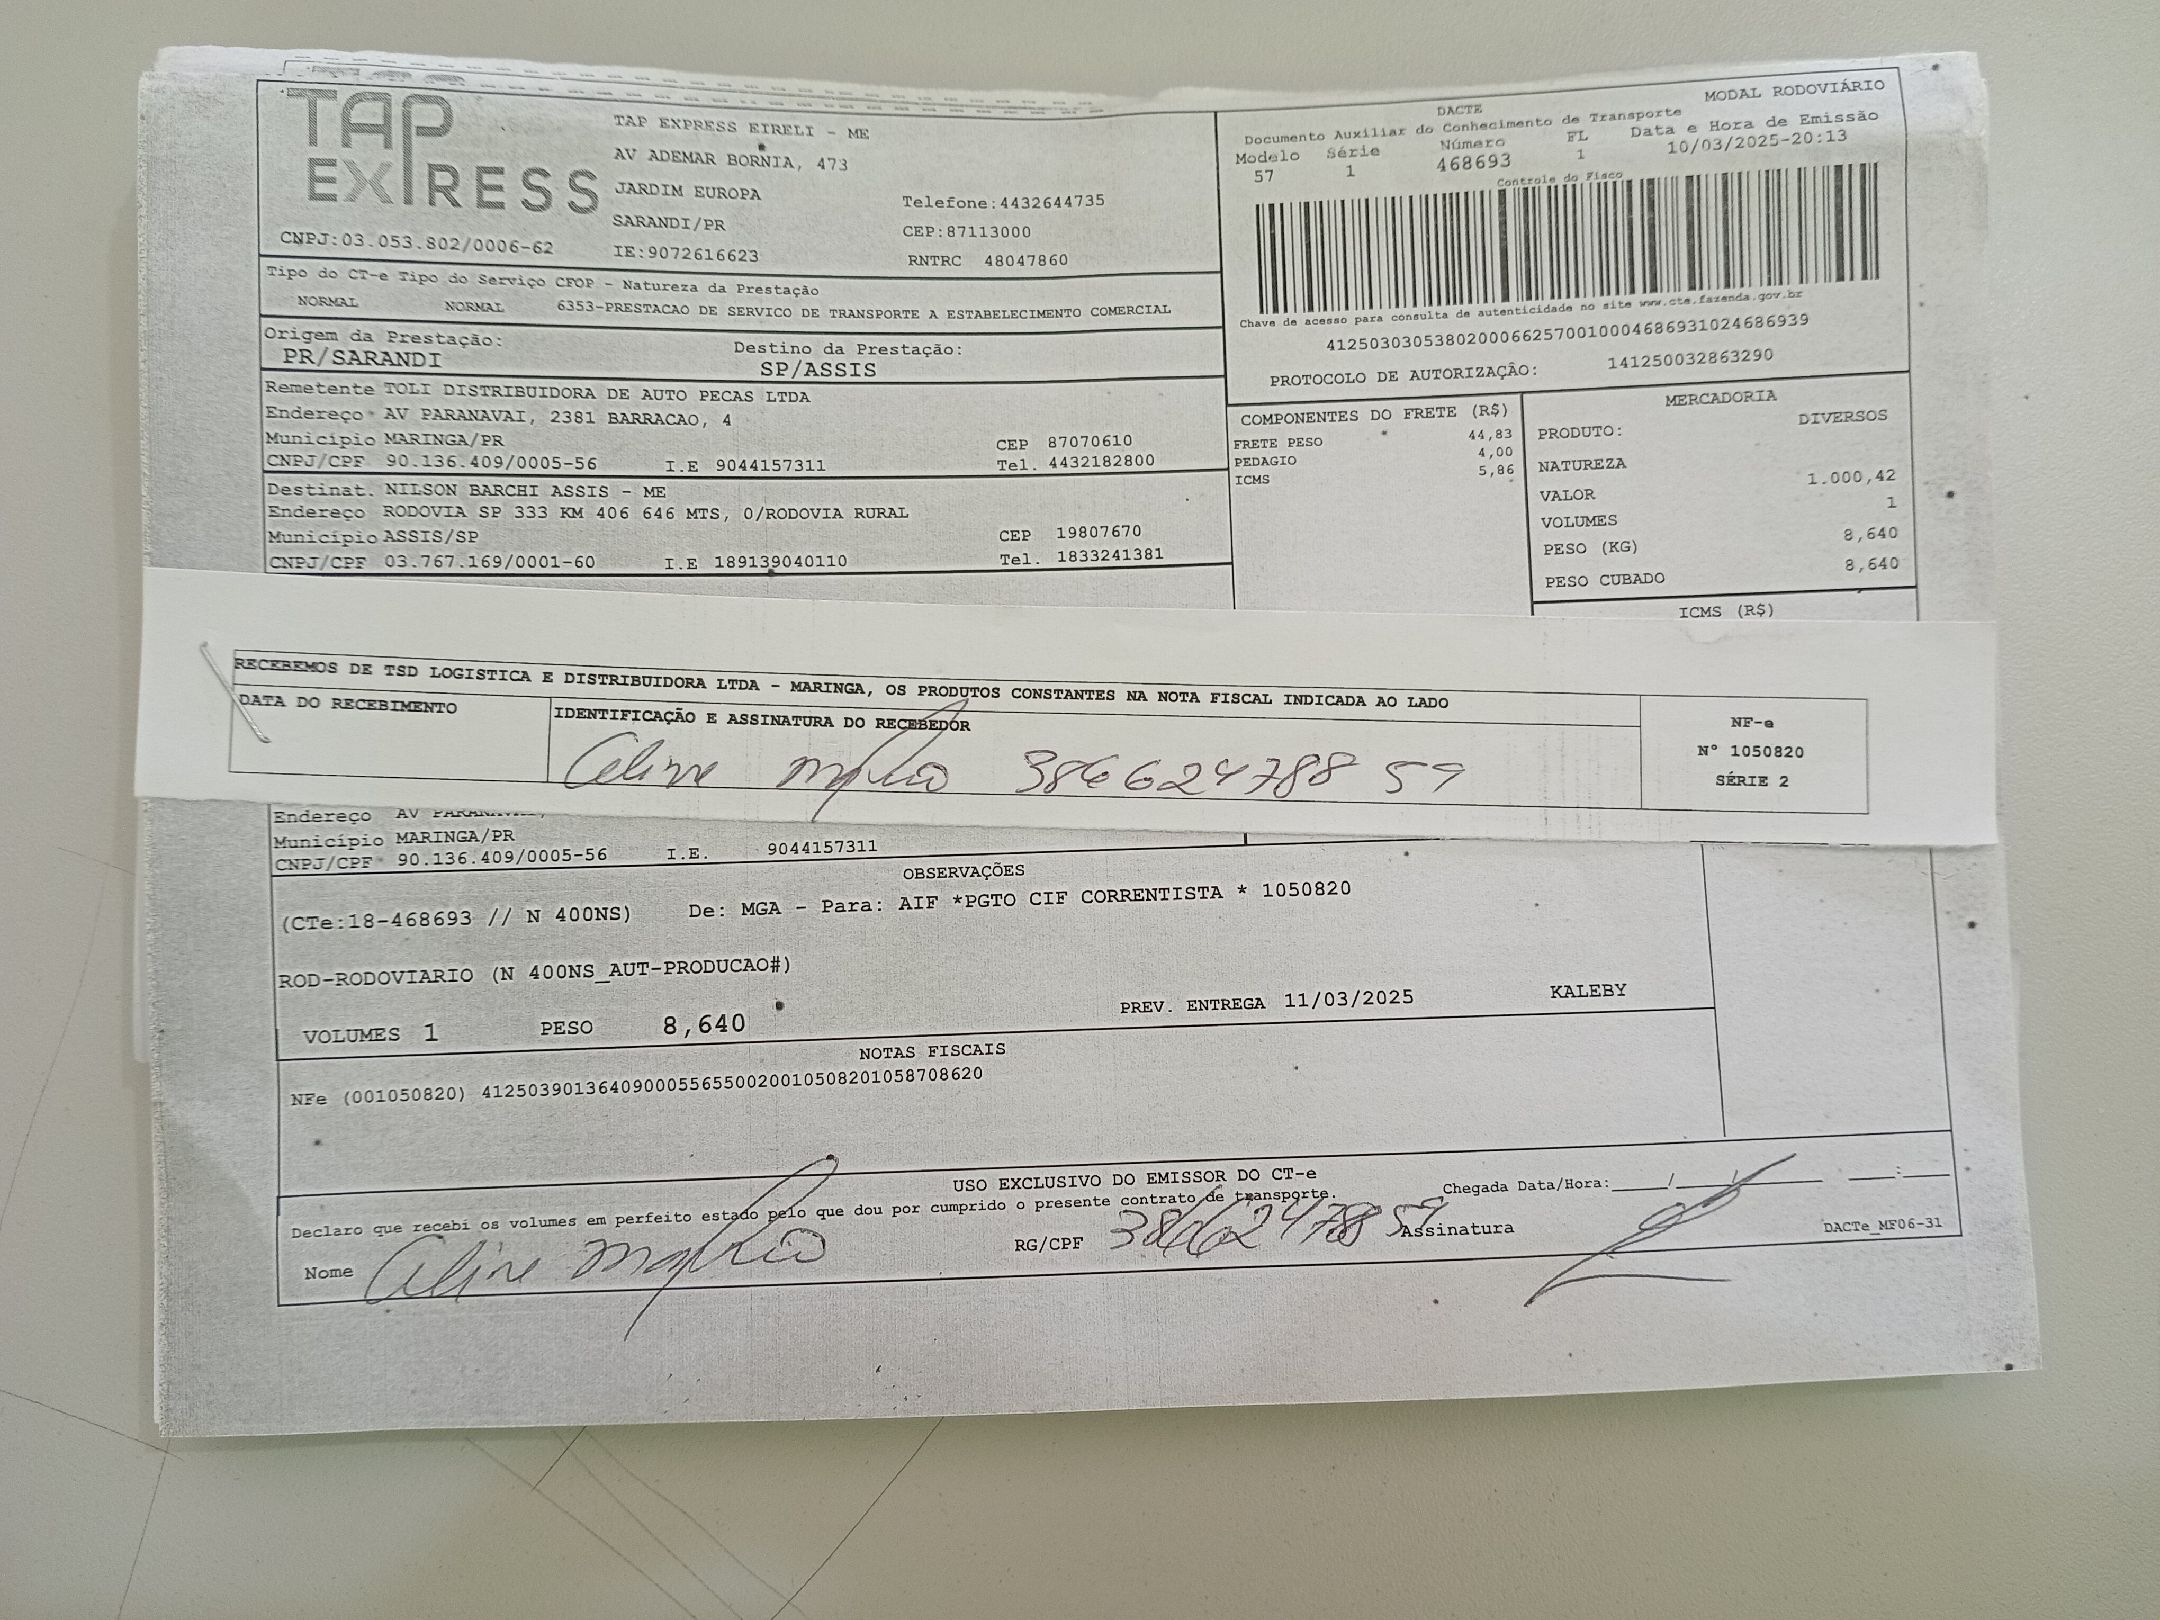 TAP
EXPRESS
TAP EXPRESS EIRELI - ME
AV ADEMAR BORNIA, 473
JARDIM EUROPA
SARANDI/PR
IE:9072616623
Telefone:4432644735
CEP:87113000
RNTRC 48047860
CNPJ:03.053.802/0006-62
DACTE
MODAL RODOVIÁRIO
Documento Auxiliar do Conhecimento de Transporte
Modelo Série Número FL Data e Hora de Emissão
57 1 468693 1 10/03/2025-20:13
Controle do Fisco
Chave de acesso para consulta de autenticidade no site www.cte.fazenda.gov.br
41250303053802000662570010004686931024686939
PROTOCOLO DE AUTORIZAÇÃO: 141250032863290
Tipo do CT-e Tipo do Serviço CFOP - Natureza da Prestação
NORMAL NORMAL 6353-PRESTACAO DE SERVICO DE TRANSPORTE A ESTABELECIMENTO COMERCIAL
Origem da Prestação: Destino da Prestação:
PR/SARANDI SP/ASSIS
Remetente TOLI DISTRIBUIDORA DE AUTO PECAS LTDA
Endereço AV PARANAVAI, 2381 BARRACAO, 4
Município MARINGA/PR CEP 87070610
CNPJ/CPF 90.136.409/0005-56 I.E 9044157311 Tel. 4432182800
Destinat. NILSON BARCHI ASSIS - ME
Endereço RODOVIA SP 333 KM 406 646 MTS, 0/RODOVIA RURAL
Município ASSIS/SP CEP 19807670
CNPJ/CPF 03.767.169/0001-60 I.E 189139040110 Tel. 1833241381
COMPONENTES DO FRETE (R$)
FRETE PESO 44,83
PEDAGIO 4,00
ICMS 5,86
MERCADORIA
PRODUTO: DIVERSOS
NATUREZA
VALOR 1.000,42
VOLUMES 1
PESO (KG) 8,640
PESO CUBADO 8,640
ICMS (R$)
RECEBEMOS DE TSD LOGISTICA E DISTRIBUIDORA LTDA - MARINGA, OS PRODUTOS CONSTANTES NA NOTA FISCAL INDICADA AO LADO
DATA DO RECEBIMENTO
IDENTIFICAÇÃO E ASSINATURA DO RECEBEDOR
Celine 386624788 59
NF-e
Nº 1050820
SÉRIE 2
Endereço AV PARANAVAI,
Município MARINGA/PR
CNPJ/CPF 90.136.409/0005-56 I.E. 9044157311
OBSERVAÇÕES
(CTe:18-468693 // N 400NS) De: MGA - Para: AIF *PGTO CIF CORRENTISTA * 1050820
ROD-RODOVIARIO (N 400NS_AUT-PRODUCAO#)
PREV. ENTREGA 11/03/2025 KALEBY
VOLUMES 1 PESO 8,640
NOTAS FISCAIS
NFe (001050820) 41250390136409000556550020010508201058708620
USO EXCLUSIVO DO EMISSOR DO CT-e
Declaro que recebi os volumes em perfeito estado pelo que dou por cumprido o presente contrato de transporte.
Chegada Data/Hora:____/____/________ ____:____
Nome Aline RG/CPF Assinatura
DACTe_MF06-31